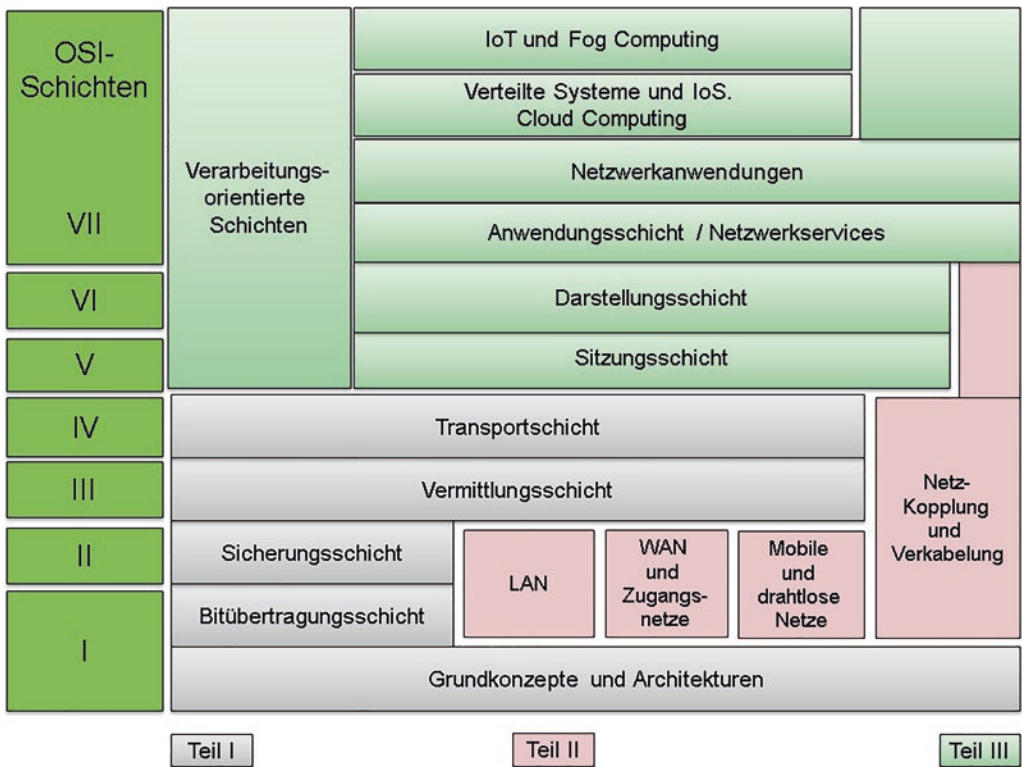 OSI-
Schichten
VII
VI
V
IV
III
II
I
Verarbeitungs-
orientierte
Schichten
IoT und Fog Computing
Verteilte Systeme und IoS.
Cloud Computing
Netzwerkanwendungen
Anwendungsschicht / Netzwerkservices
Darstellungsschicht
Sitzungsschicht
Transportschicht
Vermittlungsschicht
Sicherungsschicht
Bitübertragungsschicht
LAN
WAN
und
Zugangs-
netze
Mobile
und
drahtlose
Netze
Netz-
Kopplung
und
Verkabelung
Grundkonzepte und Architekturen
Teil I
Teil II
Teil III